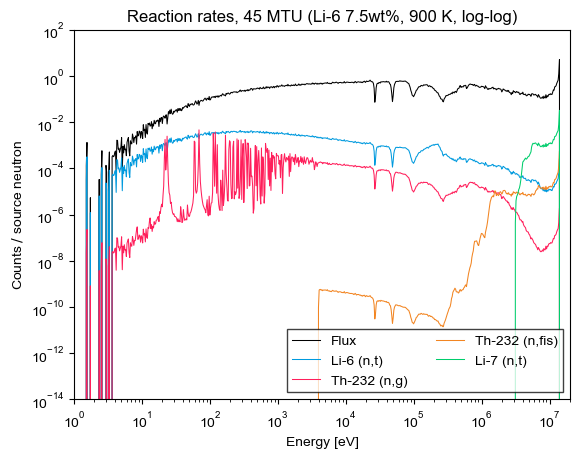 Reaction rates, 45 MTU (Li-6 7.5wt%, 900 K, log-log)
Counts / source neutron
10^2
10^0
10^−2
10^−4
10^−6
10^−8
10^−10
10^−12
10^−14
Flux
Li-6 (n,t)
Th-232 (n,g)
Th-232 (n,fis)
Li-7 (n,t)
10^0 10^1 10^2 10^3 10^4 10^5 10^6 10^7
Energy [eV]